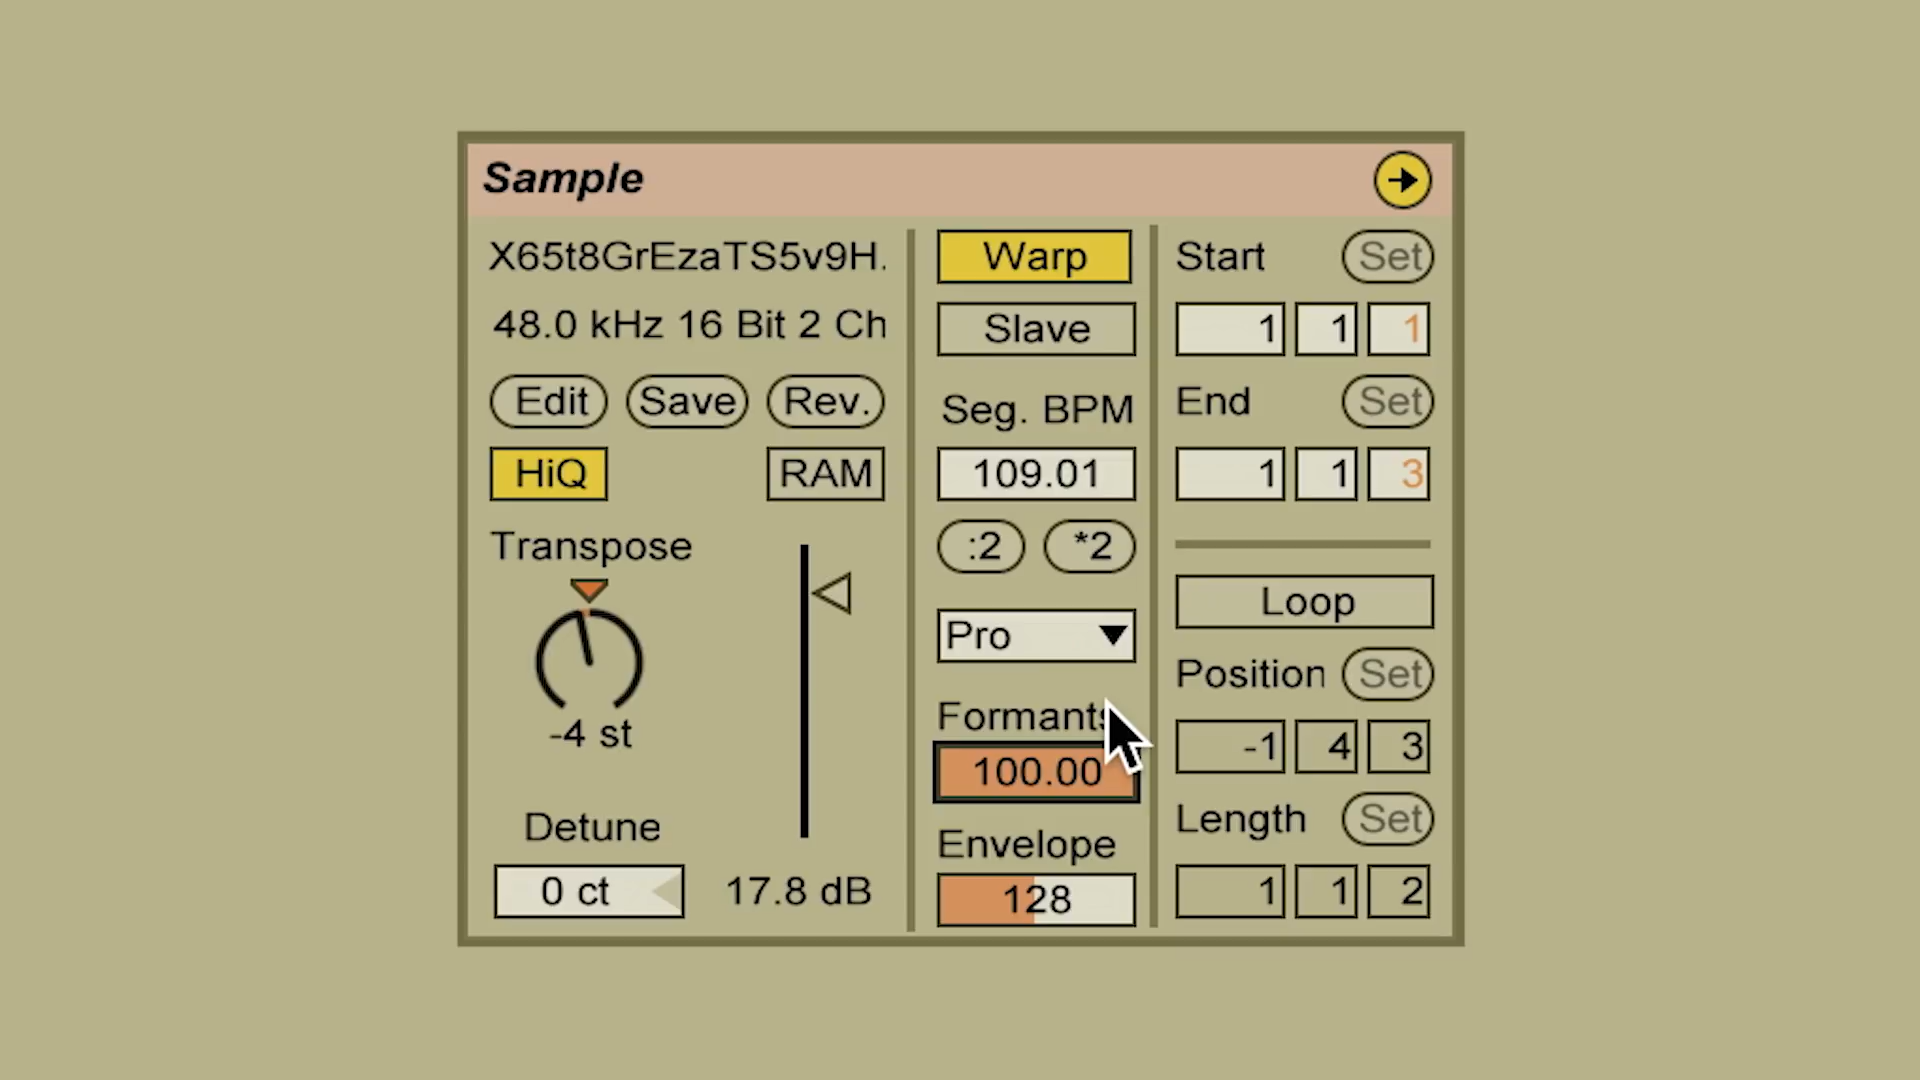 Sample
X65t8GrEzaTS5v9H.
48.0 kHz 16 Bit 2 Ch
Edit Save Rev.
HiQ RAM
Transpose
-4 st
Detune
0 ct 17.8 dB
Warp
Slave
Seg. BPM
109.01
:2 *2
Pro
Formants
100.00
Envelope
128
Start Set
1 1 1
End Set
1 1 3
Loop
Position Set
-1 4 3
Length Set
1 1 2